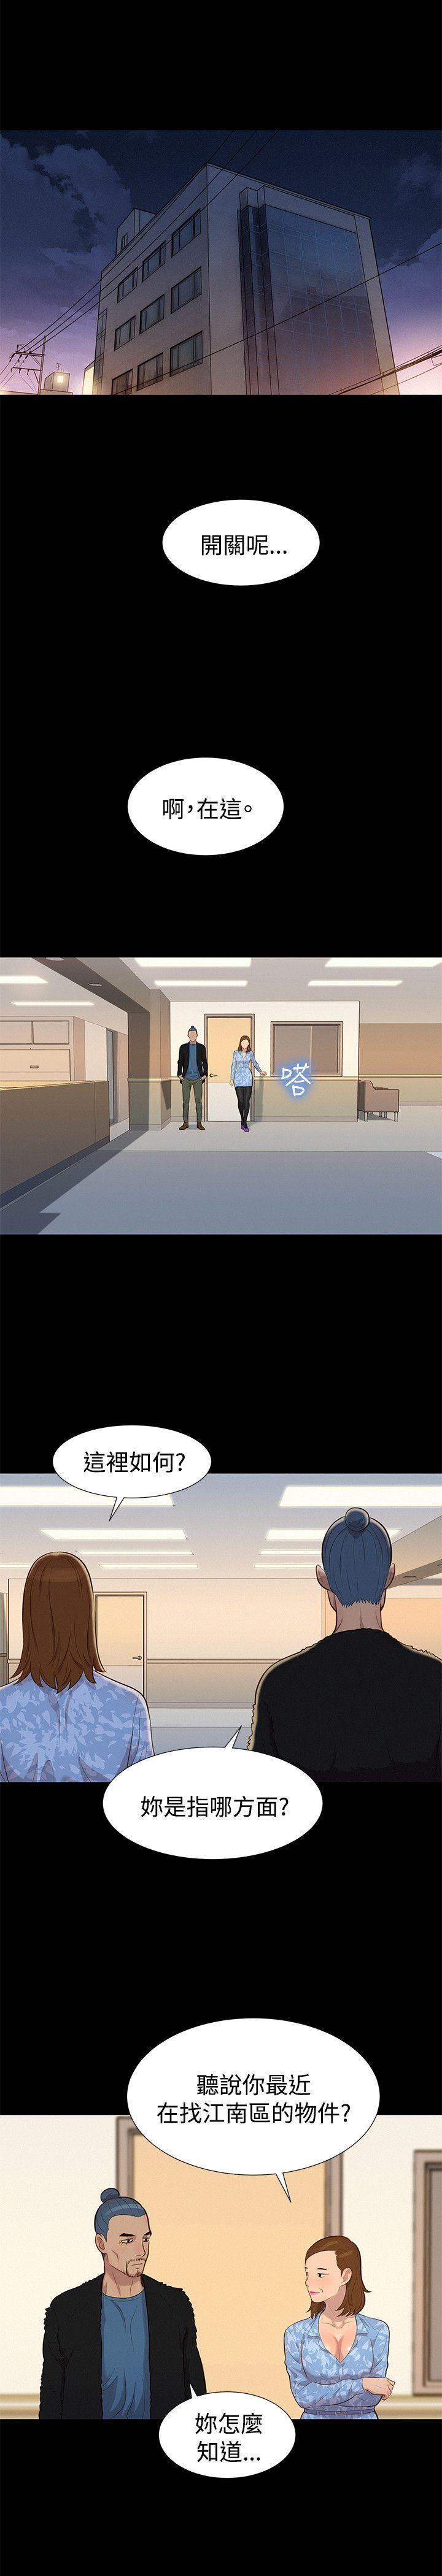 開關呢...
啊,在這。
嗒
這裡如何?
妳是指哪方面?
聽說你最近
在找江南區的物件?
妳怎麼
知道...